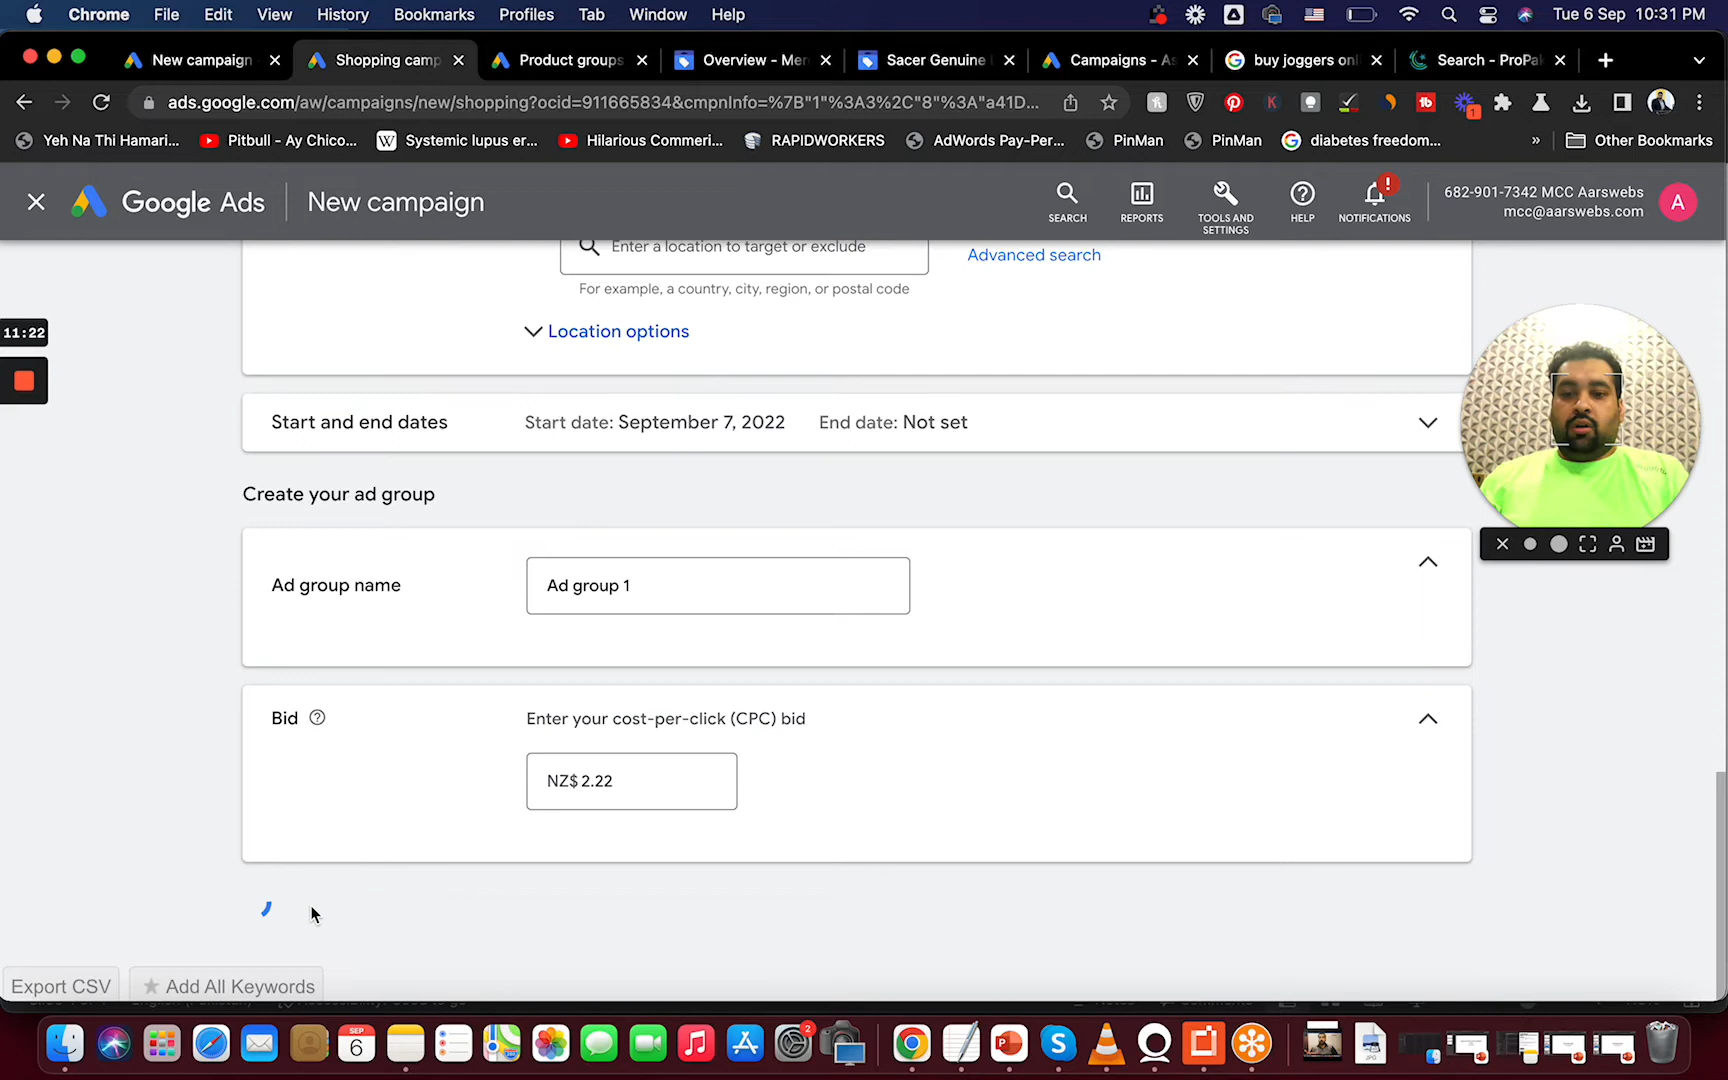 Chrome File Edit View History Bookmarks Profiles Tab Window Help Tue 6 Sep 10:31 PM
New campaign Shopping camp Product groups Overview - Mer Sacer Genuine Campaigns - As buy joggers onl Search - ProPa
ads.google.com/aw/campaigns/new/shopping?ocid=911665834&cmpnInfo=%7B"1"%3A3%2C"8"%3A"a41D...
Yeh Na Thi Hamari... Pitbull - Ay Chico... Systemic lupus er... Hilarious Commeri... RAPIDWORKERS AdWords Pay-Per... PinMan PinMan diabetes freedom... » Other Bookmarks
Google Ads New campaign
SEARCH REPORTS TOOLS AND SETTINGS HELP NOTIFICATIONS
682-901-7342 MCC Aarswebs
mcc@aarswebs.com
A
Enter a location to target or exclude
Advanced search
For example, a country, city, region, or postal code
11:22
Location options
Start and end dates Start date: September 7, 2022 End date: Not set
Create your ad group
Ad group name Ad group 1
Bid Enter your cost-per-click (CPC) bid
NZ$ 2.22
Export CSV Add All Keywords
SEP
6
2